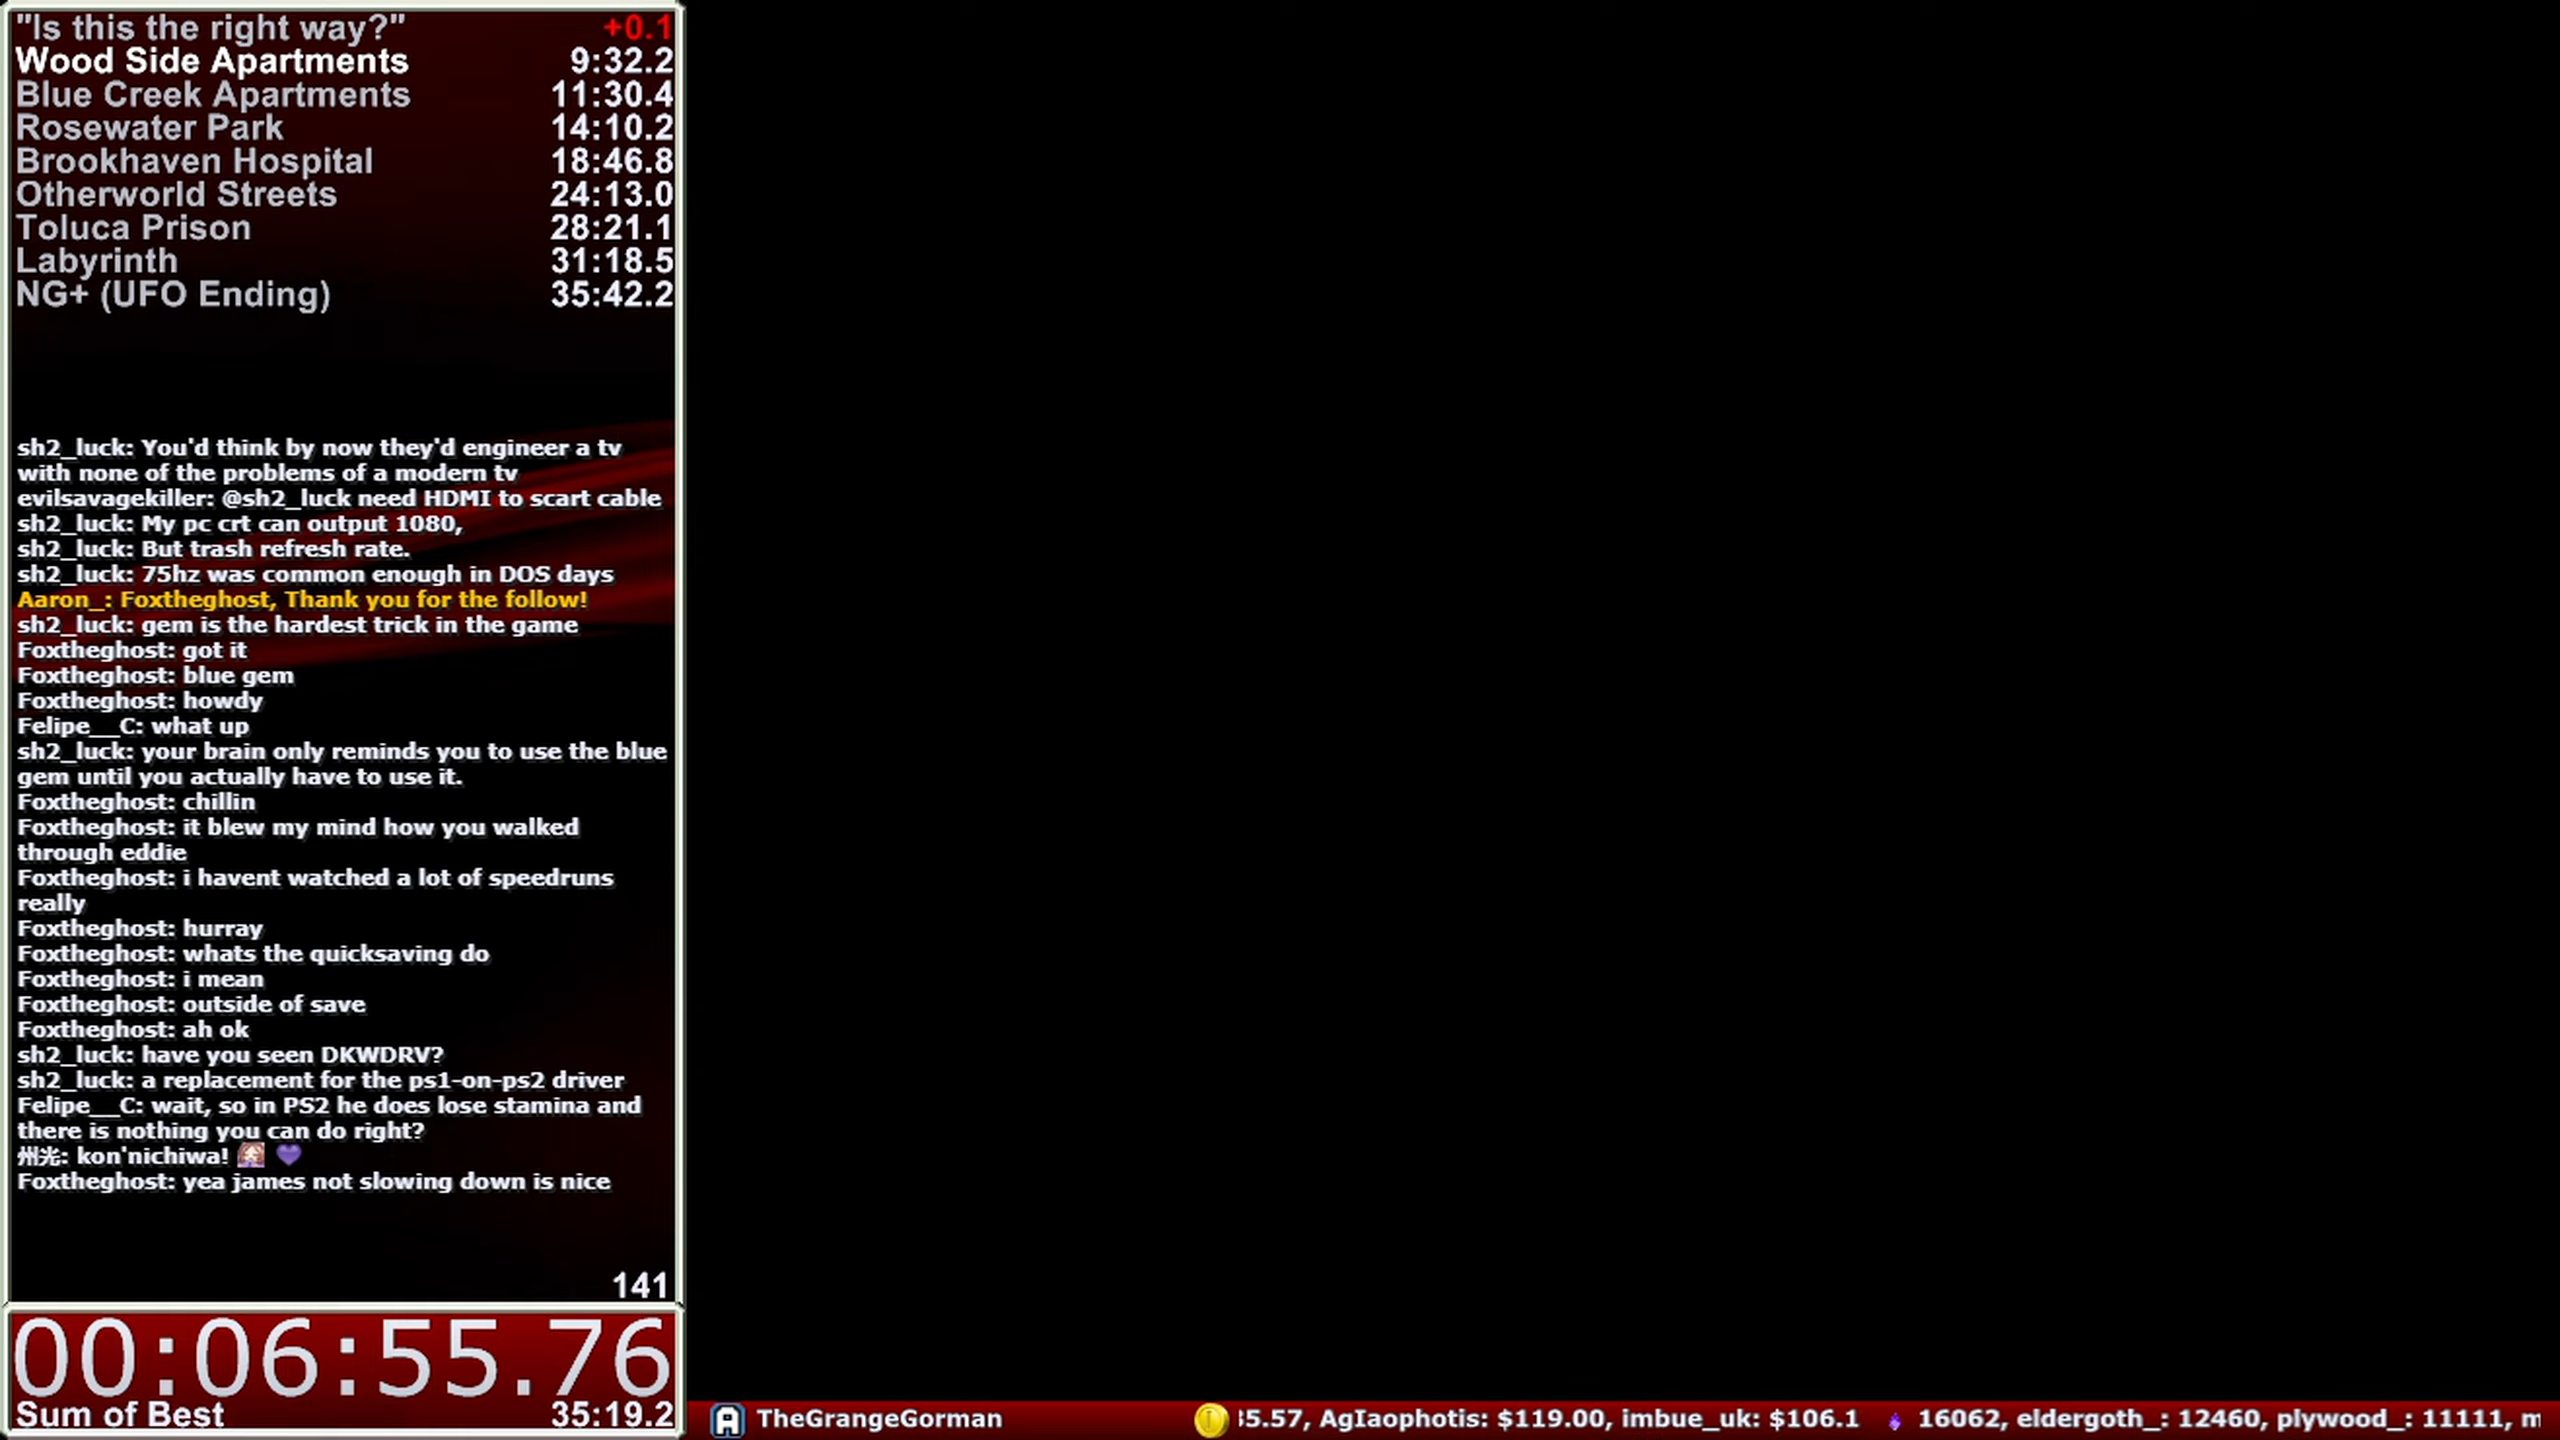 "Is this the right way?" +0.1
Wood Side Apartments 9:32.2
Blue Creek Apartments 11:30.4
Rosewater Park 14:10.2
Brookhaven Hospital 18:46.8
Otherworld Streets 24:13.0
Toluca Prison 28:21.1
Labyrinth 31:18.5
NG+ (UFO Ending) 35:42.2
sh2_luck: You'd think by now they'd engineer a tv
with none of the problems of a modern tv
evilsavagekiller: @sh2_luck need HDMI to scart cable
sh2_luck: My pc crt can output 1080,
sh2_luck: But trash refresh rate.
sh2_luck: 75hz was common enough in DOS days
Aaron_: Foxtheghost, Thank you for the follow!
sh2_luck: gem is the hardest trick in the game
Foxtheghost: got it
Foxtheghost: blue gem
Foxtheghost: howdy
Felipe__C: what up
sh2_luck: your brain only reminds you to use the blue
gem until you actually have to use it.
Foxtheghost: chillin
Foxtheghost: it blew my mind how you walked
through eddie
Foxtheghost: i havent watched a lot of speedruns
really
Foxtheghost: hurray
Foxtheghost: whats the quicksaving do
Foxtheghost: i mean
Foxtheghost: outside of save
Foxtheghost: ah ok
sh2_luck: have you seen DKWDRV?
sh2_luck: a replacement for the ps1-on-ps2 driver
Felipe__C: wait, so in PS2 he does lose stamina and
there is nothing you can do right?
州光: kon'nichiwa! 💜
Foxtheghost: yea james not slowing down is nice
141
00:06:55.76
Sum of Best 35:19.2
TheGrangeGorman
35.57, AgIaophotis: $119.00, imbue_uk: $106.1
16062, eldergoth_: 12460, plywood_: 11111, m